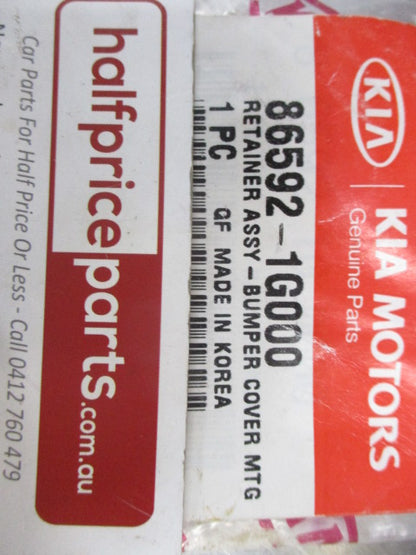 KIA
KIA MOTORS
Genuine Parts
86592-1G000
RETAINER ASSY-BUMPER COVER MTG
1 PC GF MADE IN KOREA
halfpriceparts.com.au
Car Parts For Half Price Or Less - Call 0412 760 479